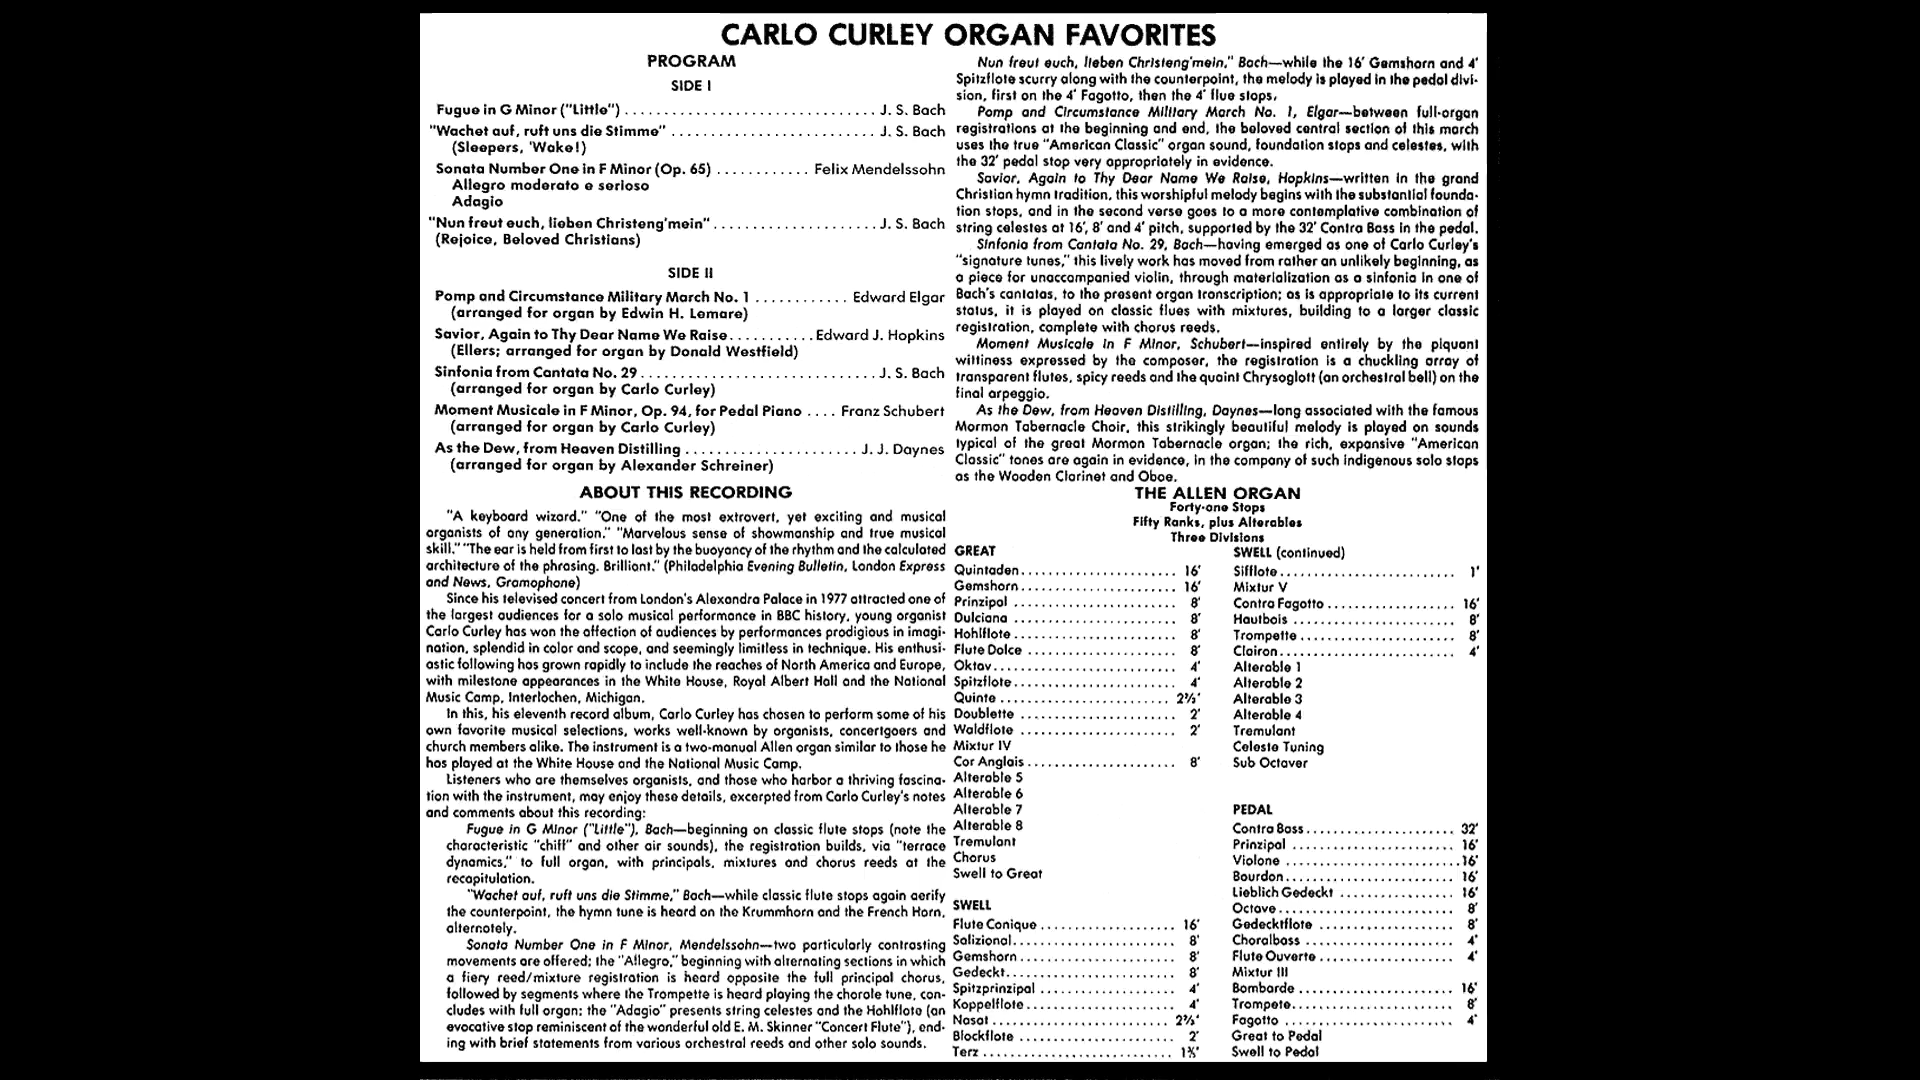 CARLO CURLEY ORGAN FAVORITES
PROGRAM
SIDE I
Fugue in G Minor ("Little") . . . . . . . . . . . . . . . . . . . . . . . . . . . . . . . . J. S. Bach
"Wachet auf, ruft uns die Stimme" . . . . . . . . . . . . . . . . . . . . . . . . . . J. S. Bach
(Sleepers, 'Wake!)
Sonata Number One in F Minor (Op. 65) . . . . . . . . . . . . Felix Mendelssohn
Allegro moderato e serioso
Adagio
"Nun freut euch, lieben Christeng'mein" . . . . . . . . . . . . . . . . . . . . . J. S. Bach
(Rejoice, Beloved Christians)
SIDE II
Pomp and Circumstance Military March No. 1 . . . . . . . . . . . . Edward Elgar
(arranged for organ by Edwin H. Lemare)
Savior, Again to Thy Dear Name We Raise . . . . . . . . . . . Edward J. Hopkins
(Ellers; arranged for organ by Donald Westfield)
Sinfonia from Cantata No. 29 . . . . . . . . . . . . . . . . . . . . . . . . . . . . . . J. S. Bach
(arranged for organ by Carlo Curley)
Moment Musicale in F Minor, Op. 94, for Pedal Piano . . . . Franz Schubert
(arranged for organ by Carlo Curley)
As the Dew, from Heaven Distilling . . . . . . . . . . . . . . . . . . . . . . J. J. Daynes
(arranged for organ by Alexander Schreiner)
ABOUT THIS RECORDING
"A keyboard wizard." "One of the most extrovert, yet exciting and musical
organists of any generation." "Marvelous sense of showmanship and true musical
skill." "The ear is held from first to last by the buoyancy of the rhythm and the calculated
architecture of the phrasing. Brilliant." (Philadelphia Evening Bulletin, London Express
and News, Gramophone)
Since his televised concert from London's Alexandra Palace in 1977 attracted one of
the largest audiences for a solo musical performance in BBC history, young organist
Carlo Curley has won the affection of audiences by performances prodigious in imagi-
nation, splendid in color and scope, and seemingly limitless in technique. His enthusi-
astic following has grown rapidly to include the reaches of North America and Europe,
with milestone appearances in the White House, Royal Albert Hall and the National
Music Camp, Interlochen, Michigan.
In this, his eleventh record album, Carlo Curley has chosen to perform some of his
own favorite musical selections, works well-known by organists, concertgoers and
church members alike. The instrument is a two-manual Allen organ similar to those he
has played at the White House and the National Music Camp.
Listeners who are themselves organists, and those who harbor a thriving fascina-
tion with the instrument, may enjoy these details, excerpted from Carlo Curley's notes
and comments about this recording:
Fugue in G Minor ("Little"), Bach—beginning on classic flute stops (note the
characteristic "chiff" and other air sounds), the registration builds, via "terrace
dynamics," to full organ, with principals, mixtures and chorus reeds at the
recapitulation.
"Wachet auf, ruft uns die Stimme," Bach—while classic flute stops again aerify
the counterpoint, the hymn tune is heard on the Krummhorn and the French Horn,
alternately.
Sonata Number One in F Minor, Mendelssohn—two particularly contrasting
movements are offered; the "Allegro," beginning with alternating sections in which
a fiery reed/mixture registration is heard opposite the full principal chorus,
followed by segments where the Trompette is heard playing the chorale tune, con-
cludes with full organ; the "Adagio" presents string celestes and the Hohlflote (an
evocative stop reminiscent of the wonderful old E. M. Skinner "Concert Flute"), end-
ing with brief statements from various orchestral reeds and other solo sounds.
Nun freut euch, lieben Christeng'mein," Bach—while the 16' Gemshorn and 4'
Spitzflote scurry along with the counterpoint, the melody is played in the pedal divi-
sion, first on the 4' Fagotto, then the 4' flue stops.
Pomp and Circumstance Military March No. 1, Elgar—between full-organ
registrations at the beginning and end, the beloved central section of this march
uses the true "American Classic" organ sound, foundation stops and celestes, with
the 32' pedal stop very appropriately in evidence.
Savior, Again to Thy Dear Name We Raise, Hopkins—written in the grand
Christian hymn tradition, this worshipful melody begins with the substantial founda-
tion stops, and in the second verse goes to a more contemplative combination of
string celestes at 16', 8' and 4' pitch, supported by the 32' Contra Bass in the pedal.
Sinfonia from Cantata No. 29, Bach—having emerged as one of Carlo Curley's
"signature tunes," this lively work has moved from rather an unlikely beginning, as
a piece for unaccompanied violin, through materialization as a sinfonia in one of
Bach's cantatas, to the present organ transcription; as is appropriate to its current
status, it is played on classic flues with mixtures, building to a larger classic
registration, complete with chorus reeds.
Moment Musicale in F Minor, Schubert—inspired entirely by the piquant
wittiness expressed by the composer, the registration is a chuckling array of
transparent flutes, spicy reeds and the quaint Chrysoglott (an orchestral bell) on the
final arpeggio.
As the Dew, from Heaven Distilling, Daynes—long associated with the famous
Mormon Tabernacle Choir, this strikingly beautiful melody is played on sounds
typical of the great Mormon Tabernacle organ; the rich, expansive "American
Classic" tones are again in evidence, in the company of such indigenous solo stops
as the Wooden Clarinet and Oboe.
THE ALLEN ORGAN
Forty-one Stops
Fifty Ranks, plus Alterables
Three Divisions
GREAT
Quintaden . . . . . . . . . . 16'
Gemshorn . . . . . . . . . . 16'
Prinzipal . . . . . . . . . . 8'
Dulciana . . . . . . . . . . 8'
Hohlflote . . . . . . . . . . 8'
Flute Dolce . . . . . . . . . . 8'
Oktav . . . . . . . . . . 4'
Spitzflote . . . . . . . . . . 4'
Quinte . . . . . . . . . . 2⅔'
Doublette . . . . . . . . . . 2'
Waldflote . . . . . . . . . . 2'
Mixtur IV
Cor Anglais . . . . . . . . . . 8'
Alterable 5
Alterable 6
Alterable 7
Alterable 8
Tremulant
Chorus
Swell to Great
SWELL
Flute Conique . . . . . . . . . . 16'
Salizional . . . . . . . . . . 8'
Gemshorn . . . . . . . . . . 8'
Gedeckt . . . . . . . . . . 8'
Spitzprinzipal . . . . . . . . . . 4'
Koppelflote . . . . . . . . . . 4'
Nasat . . . . . . . . . . 2⅔'
Blockflote . . . . . . . . . . 2'
Terz . . . . . . . . . . 1⅗'
SWELL (continued)
Sifflote . . . . . . . . . . 1'
Mixtur V
Contra Fagotto . . . . . . . . . . 16'
Hautbois . . . . . . . . . . 8'
Trompette . . . . . . . . . . 8'
Clairon . . . . . . . . . . 4'
Alterable 1
Alterable 2
Alterable 3
Alterable 4
Tremulant
Celeste Tuning
Sub Octaver
PEDAL
Contra Bass . . . . . . . . . . 32'
Prinzipal . . . . . . . . . . 16'
Violone . . . . . . . . . . 16'
Bourdon . . . . . . . . . . 16'
Lieblich Gedeckt . . . . . . . . . . 16'
Octave . . . . . . . . . . 8'
Gedecktflote . . . . . . . . . . 8'
Choralbass . . . . . . . . . . 4'
Flute Ouverte . . . . . . . . . . 4'
Mixtur III
Bombarde . . . . . . . . . . 16'
Trompete . . . . . . . . . . 8'
Fagotto . . . . . . . . . . 4'
Great to Pedal
Swell to Pedal